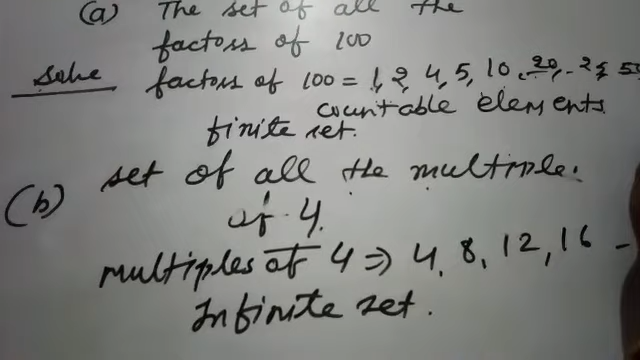 (a) The set of all the
factors of 100
Solve
factors of 100 = 1, 2, 4, 5, 10, 20, - 25
countable elements
finite set.
(b) set of all the multiple.
of 4.
multiples of 4 => 4, 8, 12, 16 -
Infinite set.